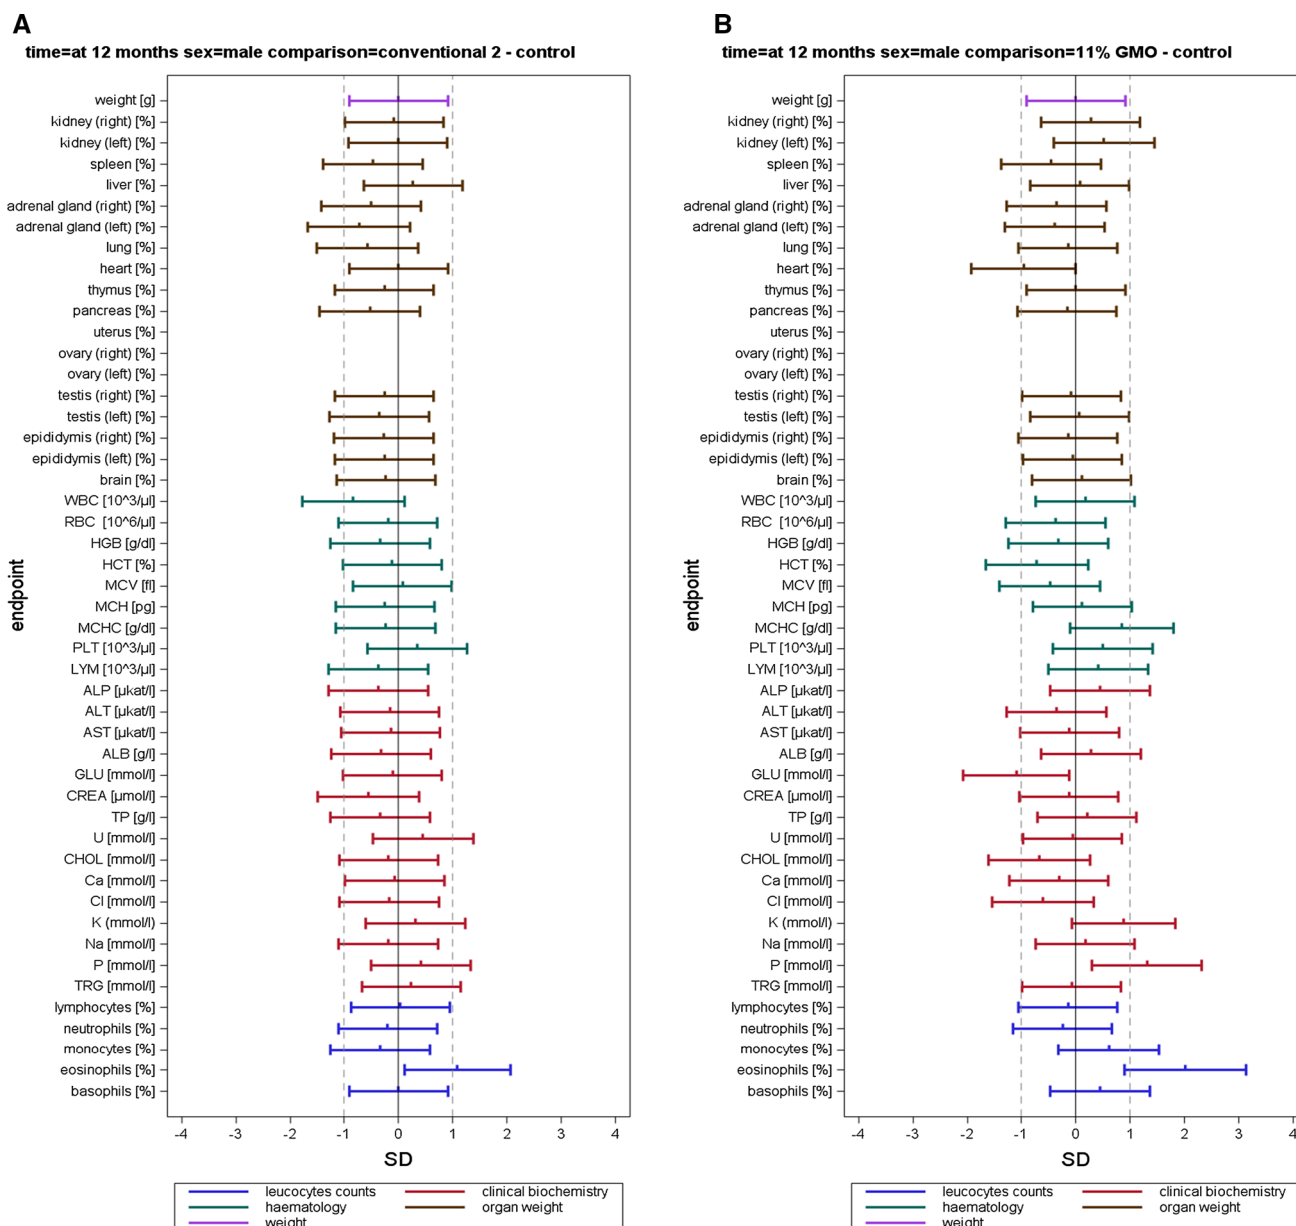 A
time=at 12 months sex=male comparison=conventional 2 - control
weight [g]
kidney (right) [%]
kidney (left) [%]
spleen [%]
liver [%]
adrenal gland (right) [%]
adrenal gland (left) [%]
lung [%]
heart [%]
thymus [%]
pancreas [%]
uterus [%]
ovary (right) [%]
ovary (left) [%]
testis (right) [%]
testis (left) [%]
epididymis (right) [%]
epididymis (left) [%]
brain [%]
WBC [10^3/µl]
RBC [10^6/µl]
HGB [g/dl]
HCT [%]
MCV [fl]
MCH [pg]
MCHC [g/dl]
PLT [10^3/µl]
LYM [10^3/µl]
ALP [µkat/l]
ALT [µkat/l]
AST [µkat/l]
ALB [g/l]
GLU [mmol/l]
CREA [µmol/l]
TP [g/l]
U [mmol/l]
CHOL [mmol/l]
Ca [mmol/l]
Cl [mmol/l]
K (mmol/l)
Na [mmol/l]
P [mmol/l]
TRG [mmol/l]
lymphocytes [%]
neutrophils [%]
monocytes [%]
eosinophils [%]
basophils [%]
endpoint
-4 -3 -2 -1 0 1 2 3 4
SD
leucocytes counts clinical biochemistry
haematology organ weight
weight
B
time=at 12 months sex=male comparison=11% GMO - control
weight [g]
kidney (right) [%]
kidney (left) [%]
spleen [%]
liver [%]
adrenal gland (right) [%]
adrenal gland (left) [%]
lung [%]
heart [%]
thymus [%]
pancreas [%]
uterus [%]
ovary (right) [%]
ovary (left) [%]
testis (right) [%]
testis (left) [%]
epididymis (right) [%]
epididymis (left) [%]
brain [%]
WBC [10^3/µl]
RBC [10^6/µl]
HGB [g/dl]
HCT [%]
MCV [fl]
MCH [pg]
MCHC [g/dl]
PLT [10^3/µl]
LYM [10^3/µl]
ALP [µkat/l]
ALT [µkat/l]
AST [µkat/l]
ALB [g/l]
GLU [mmol/l]
CREA [µmol/l]
TP [g/l]
U [mmol/l]
CHOL [mmol/l]
Ca [mmol/l]
Cl [mmol/l]
K (mmol/l)
Na [mmol/l]
P [mmol/l]
TRG [mmol/l]
lymphocytes [%]
neutrophils [%]
monocytes [%]
eosinophils [%]
basophils [%]
endpoint
-4 -3 -2 -1 0 1 2 3 4
SD
leucocytes counts clinical biochemistry
haematology organ weight
weight